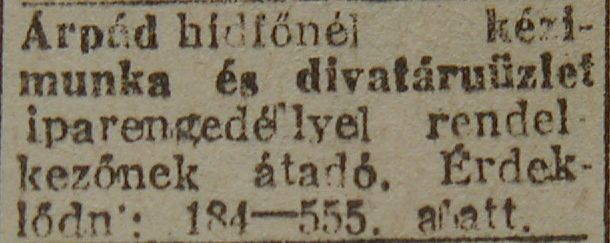 Árpád hídfőnél kézi-
munka és divatáruüzlet
iparengedéllyel rendel-
kezőnek átadó. Érdek-
lődni: 184—555. alatt.